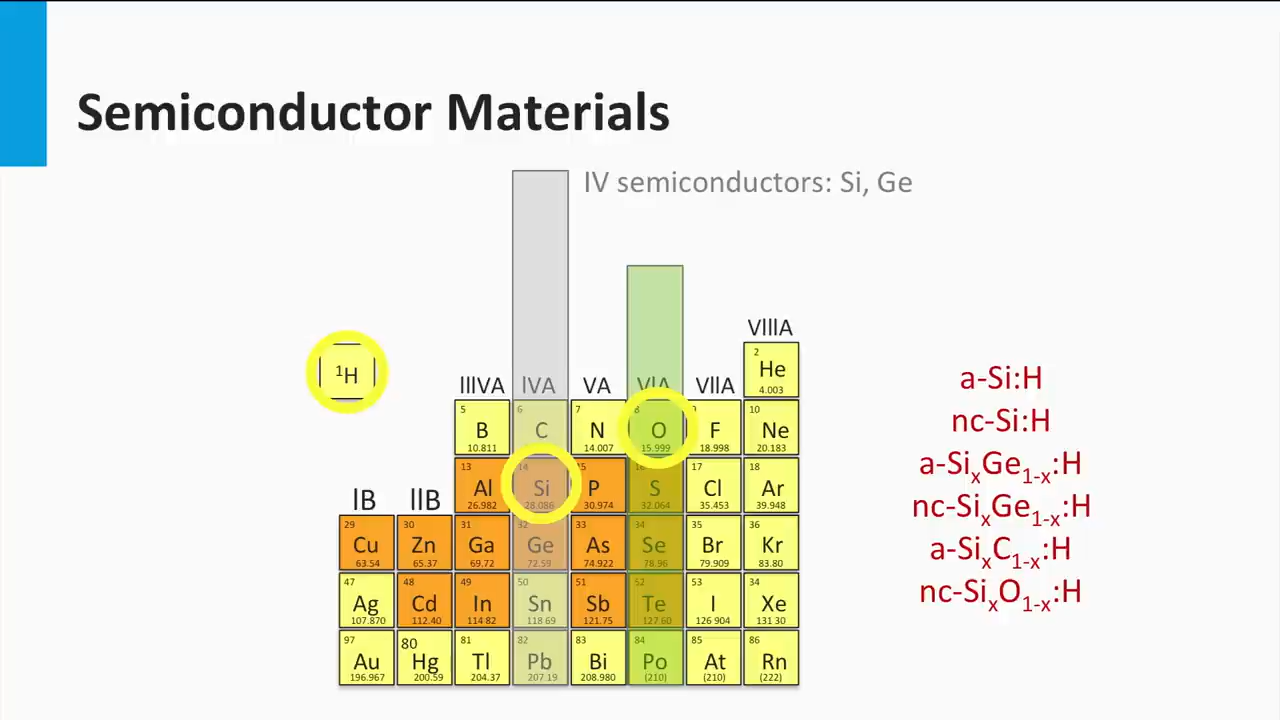 Semiconductor Materials
IV semiconductors: Si, Ge
VIIIA
2
He
4.003
¹H
IIIVA IVA VA VIA VIIA
5 6 7 8 9 10
B C N O F Ne
10.811 14.007 15.999 18.998 20.183
13 14 15 16 17 18
Al Si P S Cl Ar
26.982 28.086 30.974 32.064 35.453 39.948
IB IIB
29 30 31 32 33 34 35 36
Cu Zn Ga Ge As Se Br Kr
63.54 65.37 69.72 72.59 74.922 78.96 79.909 83.80
47 48 49 50 51 52 53 34
Ag Cd In Sn Sb Te I Xe
107.870 112.40 114.82 118.69 121.75 127.60 126.904 131.30
97 80 81 82 83 84 85 86
Au Hg Tl Pb Bi Po At Rn
196.967 200.59 204.37 207.19 208.980 (210) (210) (222)
a-Si:H
nc-Si:H
a-SiₓGe₁₋ₓ:H
nc-SiₓGe₁₋ₓ:H
a-SiₓC₁₋ₓ:H
nc-SiₓO₁₋ₓ:H